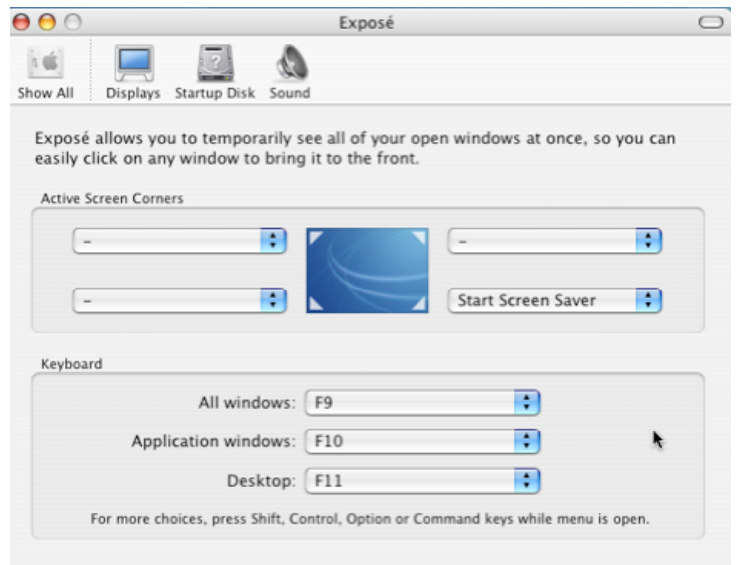 Exposé
Show All Displays Startup Disk Sound
Exposé allows you to temporarily see all of your open windows at once, so you can
easily click on any window to bring it to the front.
Active Screen Corners
– –
– Start Screen Saver
Keyboard
All windows: F9
Application windows: F10
Desktop: F11
For more choices, press Shift, Control, Option or Command keys while menu is open.